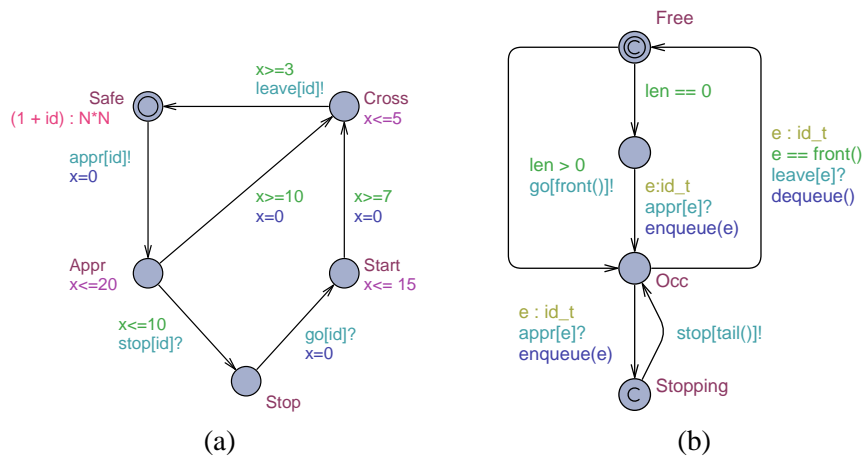 Safe
(1 + id) : N*N
x>=3
leave[id]!
Cross
x<=5
appr[id]!
x=0
x>=10
x=0
x>=7
x=0
Appr
x<=20
Start
x<= 15
x<=10
stop[id]?
go[id]?
x=0
Stop
(a)
Free
C
len == 0
len > 0
go[front()]!
e:id_t
appr[e]?
enqueue(e)
e : id_t
e == front()
leave[e]?
dequeue()
Occ
e : id_t
appr[e]?
enqueue(e)
stop[tail()]!
C
Stopping
(b)